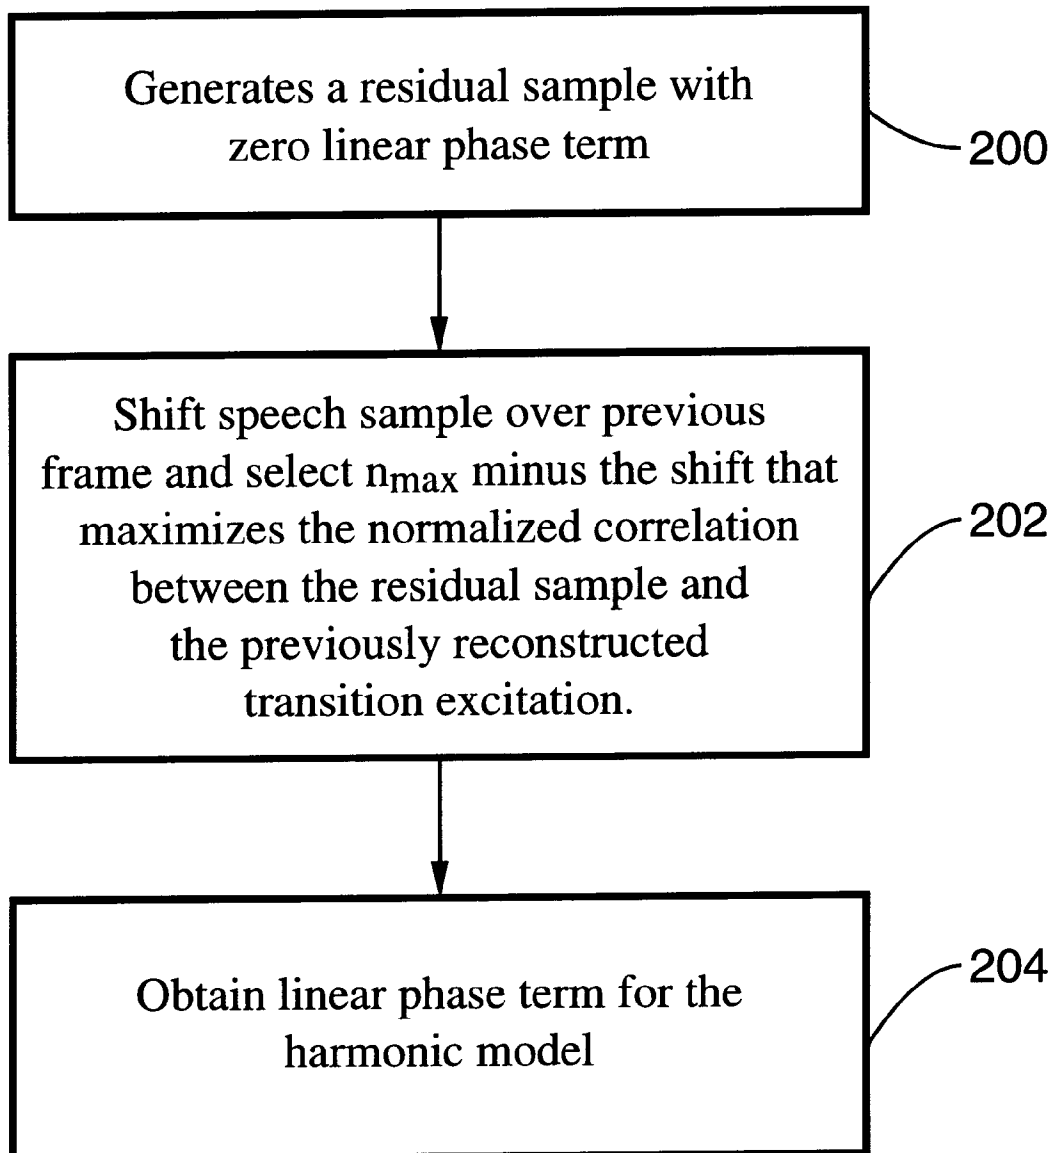 Generates a residual sample with
zero linear phase term
200
Shift speech sample over previous
frame and select nmax minus the shift that
maximizes the normalized correlation
between the residual sample and
the previously reconstructed
transition excitation.
202
Obtain linear phase term for the
harmonic model
204